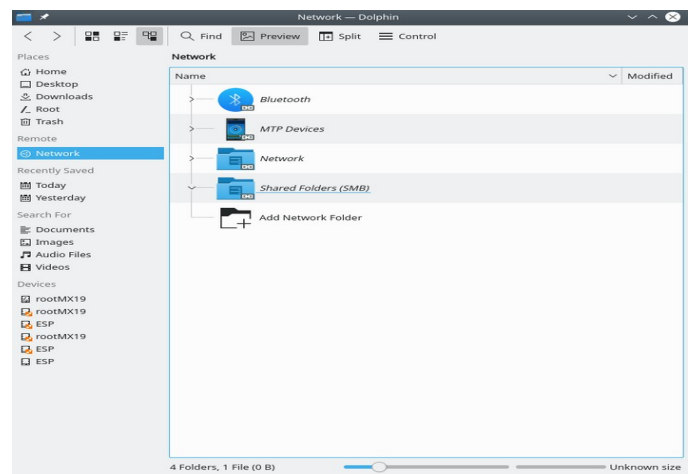 Network — Dolphin
Find Preview Split Control
Places
Home
Desktop
Downloads
Root
Trash
Remote
Network
Recently Saved
Today
Yesterday
Search For
Documents
Images
Audio Files
Videos
Devices
rootMX19
ESP
rootMX19
ESP
ESP
Network
Name Modified
Bluetooth
MTP Devices
Network
Shared Folders (SMB)
Add Network Folder
4 Folders, 1 File (0 B) Unknown size